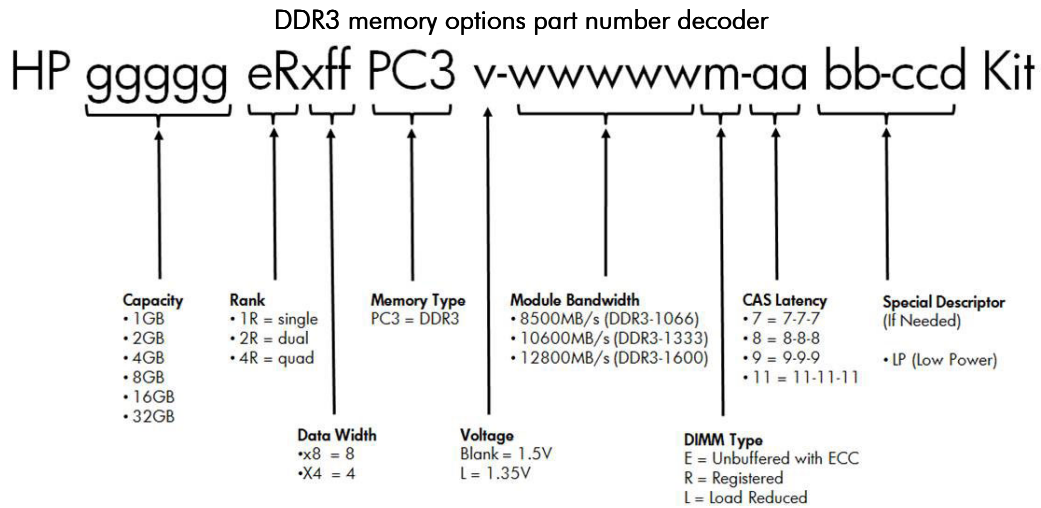 DDR3 memory options part number decoder
HP ggggg eRxff PC3 v-wwwwwm-aa bb-ccd Kit
Capacity
• 1GB
• 2GB
• 4GB
• 8GB
• 16GB
• 32GB
Rank
• 1R = single
• 2R = dual
• 4R = quad
Memory Type
PC3 = DDR3
Module Bandwidth
• 8500MB/s (DDR3-1066)
• 10600MB/s (DDR3-1333)
• 12800MB/s (DDR3-1600)
CAS Latency
• 7 = 7-7-7
• 8 = 8-8-8
• 9 = 9-9-9
• 11 = 11-11-11
Special Descriptor
(If Needed)
• LP (Low Power)
Data Width
•x8 = 8
•X4 = 4
Voltage
Blank = 1.5V
L = 1.35V
DIMM Type
E = Unbuffered with ECC
R = Registered
L = Load Reduced